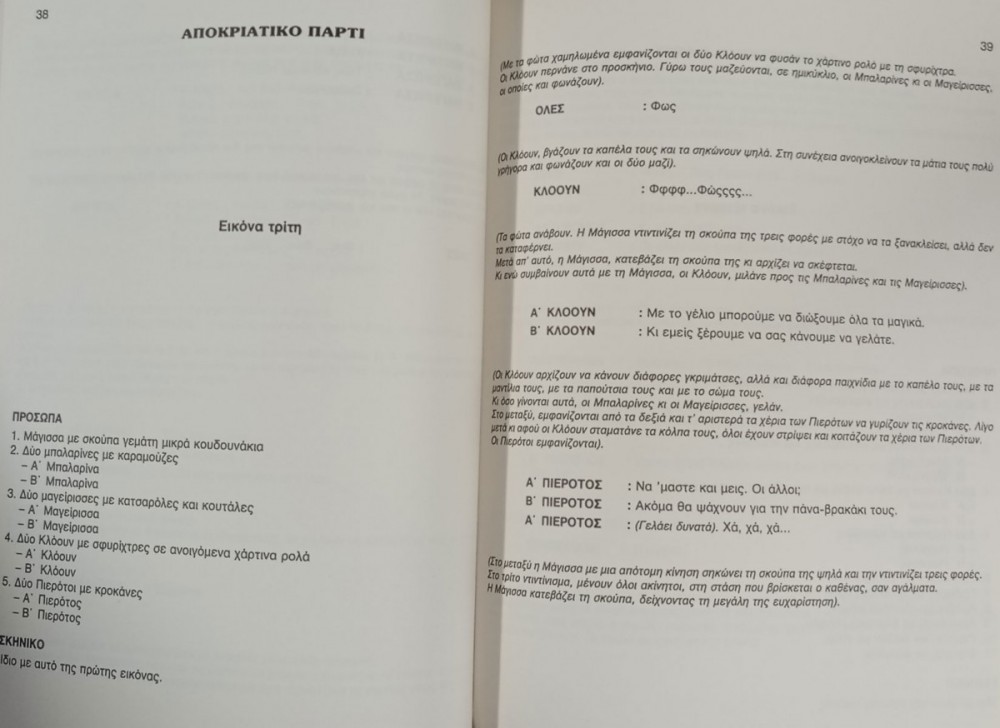 38
ΑΠΟΚΡΙΑΤΙΚΟ ΠΑΡΤΙ
Εικόνα τρίτη
ΠΡΟΣΩΠΑ
1. Μάγισσα με σκούπα γεμάτη μικρά κουδουνάκια
2. Δύο μπαλαρίνες με καραμούζες
– Α΄ Μπαλαρίνα
– Β΄ Μπαλαρίνα
3. Δύο μαγείρισσες με κατσαρόλες και κουτάλες
– Α΄ Μαγείρισσα
– Β΄ Μαγείρισσα
4. Δύο Κλόουν με σφυρίχτρες σε ανοιγόμενα χάρτινα ρολά
– Α΄ Κλόουν
– Β΄ Κλόουν
5. Δύο Πιερότοι με κροκάνες
– Α΄ Πιερότος
– Β΄ Πιερότος
ΣΚΗΝΙΚΟ
Ίδιο με αυτό της πρώτης εικόνας.
39
(Με τα φώτα χαμηλωμένα εμφανίζονται οι δύο Κλόουν να φυσάν το χάρτινο ρολό με τη σφυρίχτρα.
Οι Κλόουν περνάνε στο προσκήνιο. Γύρω τους μαζεύονται, σε ημικύκλιο, οι Μπαλαρίνες κι οι Μαγείρισσες,
οι οποίες και φωνάζουν).
ΟΛΕΣ : Φως
(Οι Κλόουν, βγάζουν τα καπέλα τους και τα σηκώνουν ψηλά. Στη συνέχεια ανοιγοκλείνουν τα μάτια τους πολύ
γρήγορα και φωνάζουν και οι δύο μαζί).
ΚΛΟΟΥΝ : Φφφφ...Φώςςςς...
(Τα φώτα ανάβουν. Η Μάγισσα ντιντινίζει τη σκούπα της τρεις φορές με στόχο να τα ξανακλείσει, αλλά δεν
τα καταφέρνει.
Μετά απ' αυτό, η Μάγισσα, κατεβάζει τη σκούπα της κι αρχίζει να σκέφτεται.
Κι ενώ συμβαίνουν αυτά με τη Μάγισσα, οι Κλόουν, μιλάνε προς τις Μπαλαρίνες και τις Μαγείρισσες).
Α΄ ΚΛΟΟΥΝ : Με το γέλιο μπορούμε να διώξουμε όλα τα μαγικά.
Β΄ ΚΛΟΟΥΝ : Κι εμείς ξέρουμε να σας κάνουμε να γελάτε.
(Οι Κλόουν αρχίζουν να κάνουν διάφορες γκριμάτσες, αλλά και διάφορα παιχνίδια με το καπέλο τους, με τα
μαντίλια τους, με τα παπούτσια τους και με το σώμα τους.
Κι όσο γίνονται αυτά, οι Μπαλαρίνες κι οι Μαγείρισσες, γελάν.
Στο μεταξύ, εμφανίζονται από τα δεξιά και τ' αριστερά τα χέρια των Πιερότων να γυρίζουν τις κροκάνες. Λίγο
μετά κι αφού οι Κλόουν σταματάνε τα κόλπα τους, όλοι έχουν στρίψει και κοιτάζουν τα χέρια των Πιερότων.
Οι Πιερότοι εμφανίζονται).
Α΄ ΠΙΕΡΟΤΟΣ : Να 'μαστε και μεις. Οι άλλοι;
Β΄ ΠΙΕΡΟΤΟΣ : Ακόμα θα ψάχνουν για την πάνα-βρακάκι τους.
Α΄ ΠΙΕΡΟΤΟΣ : (Γελάει δυνατά). Χά, χά, χά...
(Στο μεταξύ η Μάγισσα με μια απότομη κίνηση σηκώνει τη σκούπα της ψηλά και την ντιντινίζει τρεις φορές.
Στο τρίτο ντιντίνισμα, μένουν όλοι ακίνητοι, στη στάση που βρίσκεται ο καθένας, σαν αγάλματα.
Η Μάγισσα κατεβάζει τη σκούπα, δείχνοντας τη μεγάλη της ευχαρίστηση).